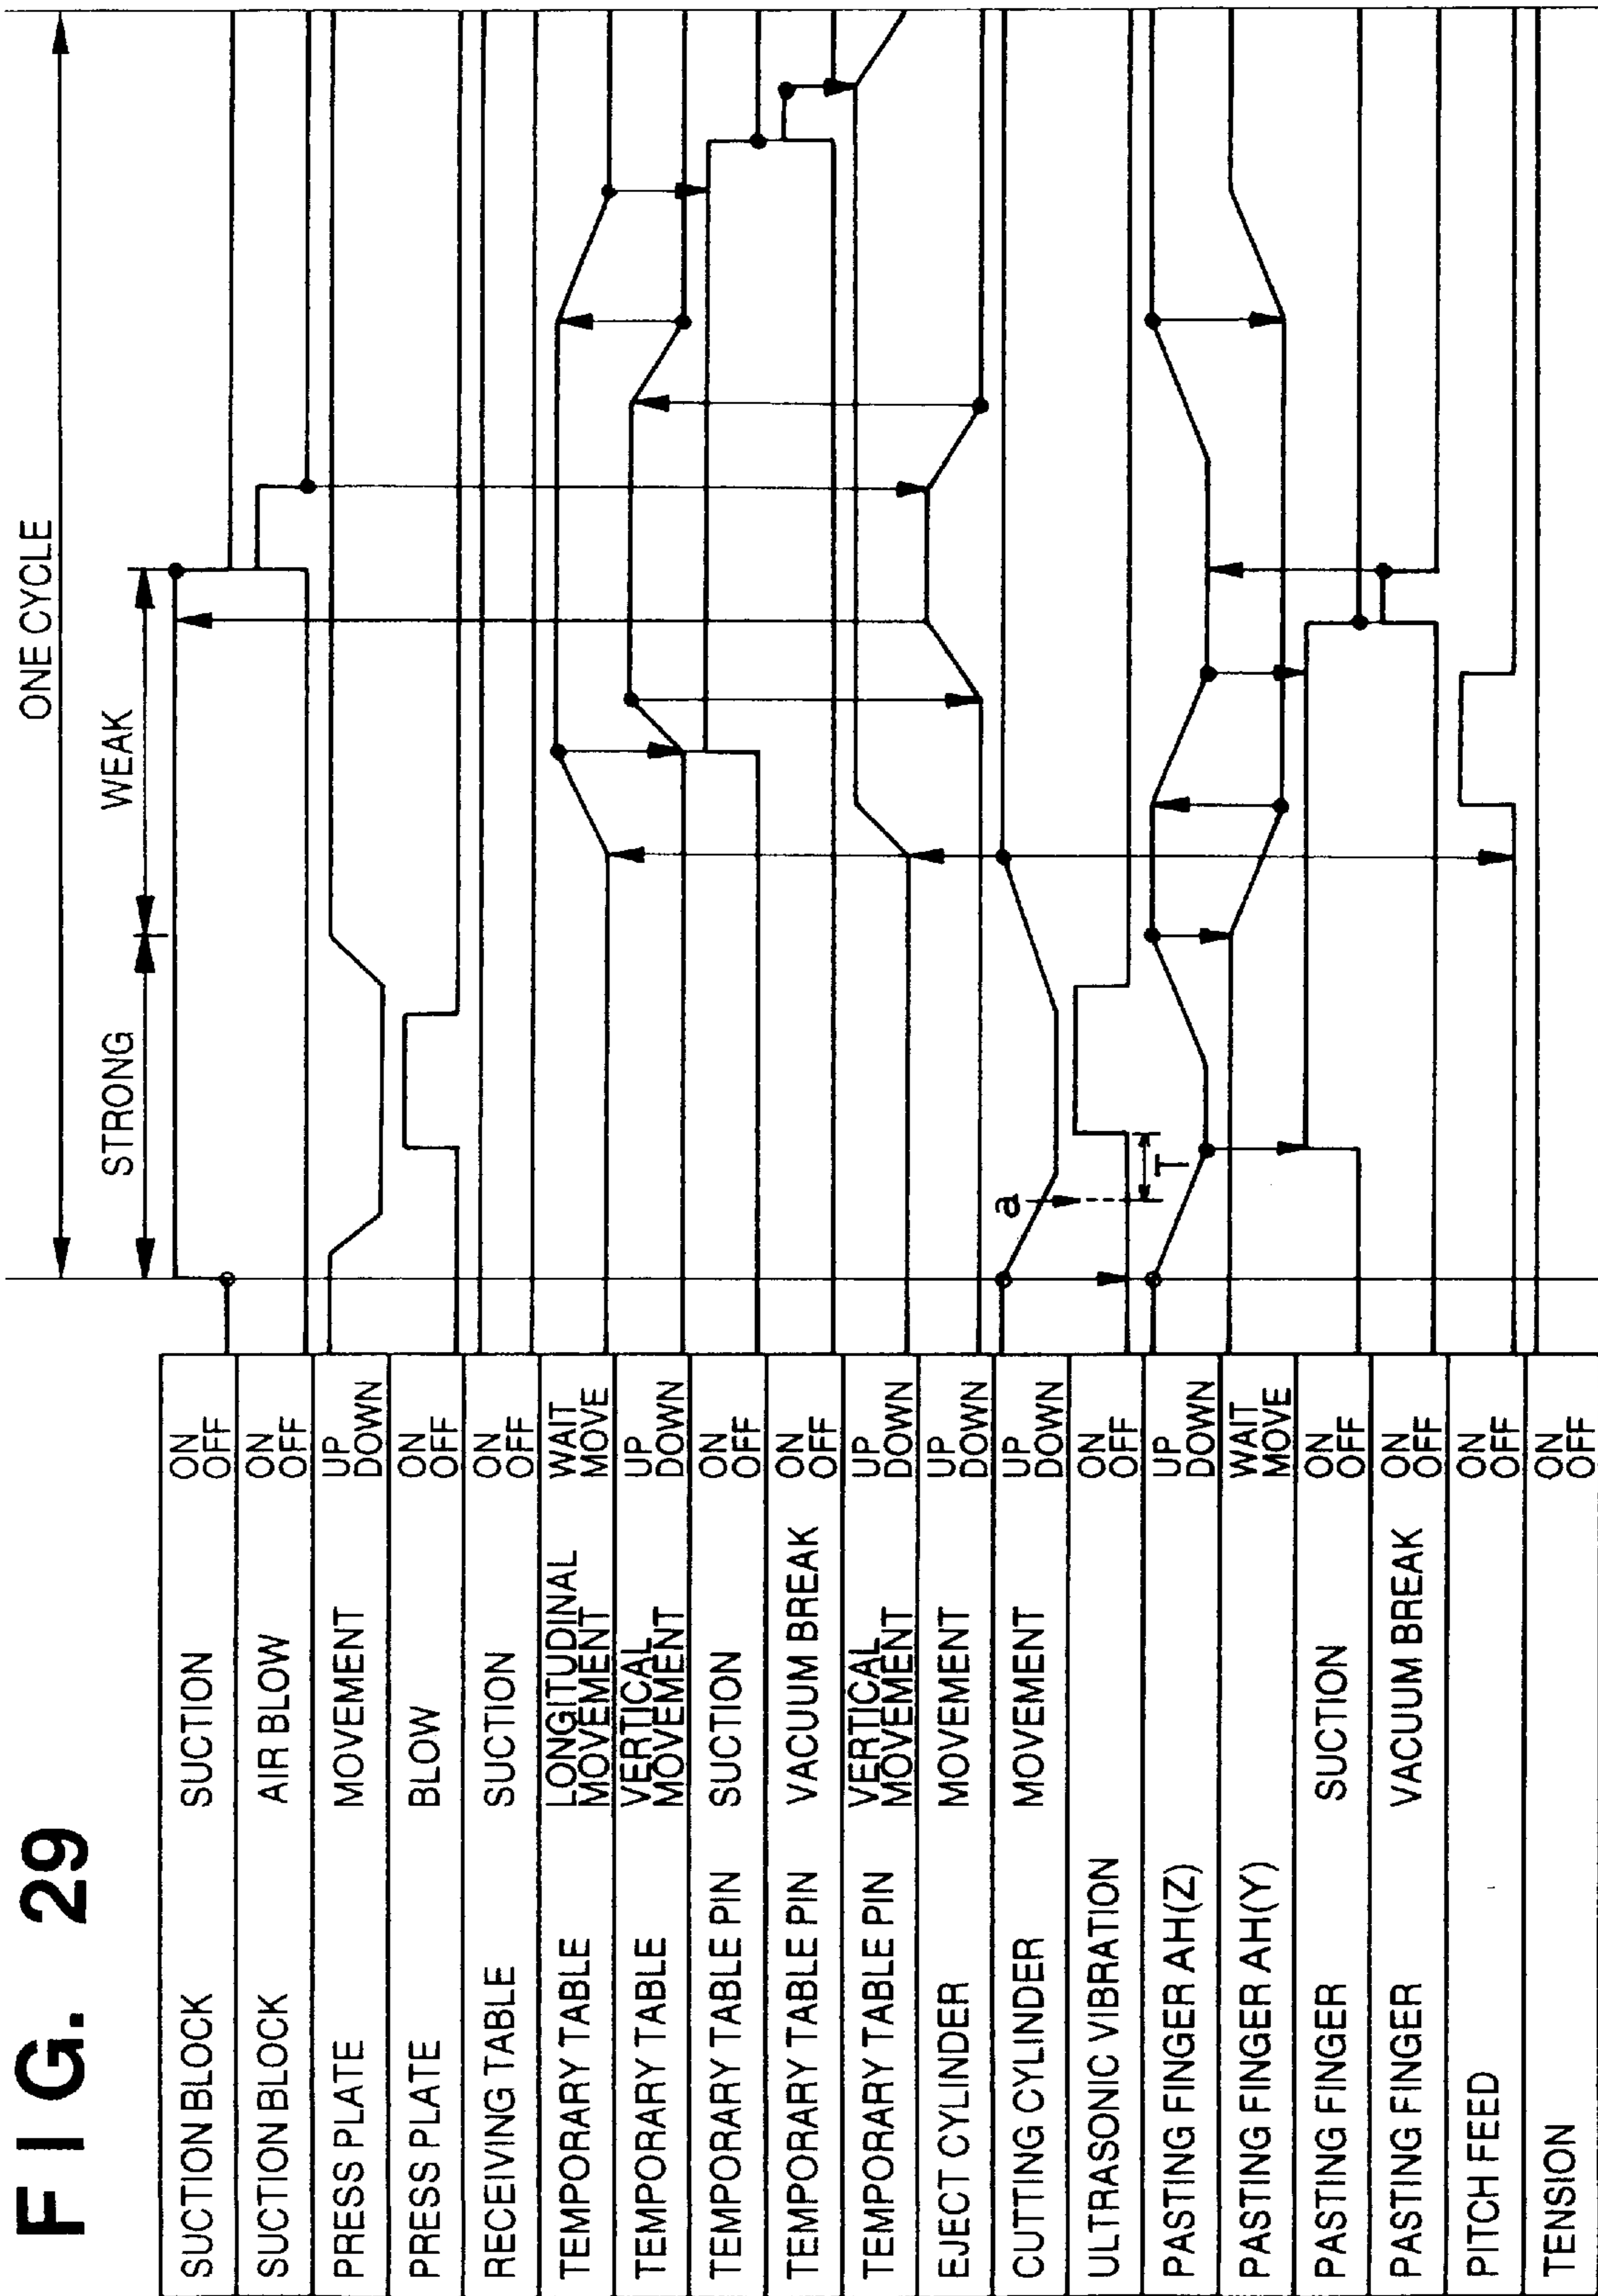 FIG. 29
ONE CYCLE
STRONG
WEAK
SUCTION BLOCK SUCTION ON
OFF
SUCTION BLOCK AIR BLOW ON
OFF
PRESS PLATE MOVEMENT UP
DOWN
PRESS PLATE BLOW ON
OFF
RECEIVING TABLE SUCTION ON
OFF
TEMPORARY TABLE LONGITUDINAL WAIT
MOVEMENT MOVE
TEMPORARY TABLE VERTICAL UP
MOVEMENT DOWN
TEMPORARY TABLE PIN SUCTION ON
OFF
TEMPORARY TABLE PIN VACUUM BREAK ON
OFF
TEMPORARY TABLE PIN VERTICAL UP
MOVEMENT DOWN
EJECT CYLINDER MOVEMENT UP
DOWN
CUTTING CYLINDER MOVEMENT UP
DOWN
a
ULTRASONIC VIBRATION ON
OFF
T
PASTING FINGER AH(Z) UP
DOWN
PASTING FINGER AH(Y) WAIT
MOVE
PASTING FINGER SUCTION ON
OFF
PASTING FINGER VACUUM BREAK ON
OFF
PITCH FEED ON
OFF
TENSION ON
OFF